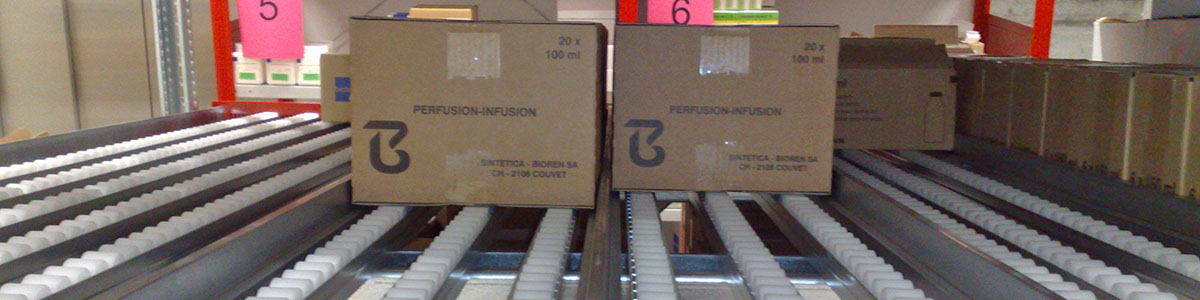 5
6
20 x
100 ml
PERFUSION-INFUSION
SINTETICA - BIOREN SA
CH - 2108 COUVET
20 x
100 ml
PERFUSION-INFUSION
SINTETICA - BIOREN SA
CH - 2108 COUVET
ml